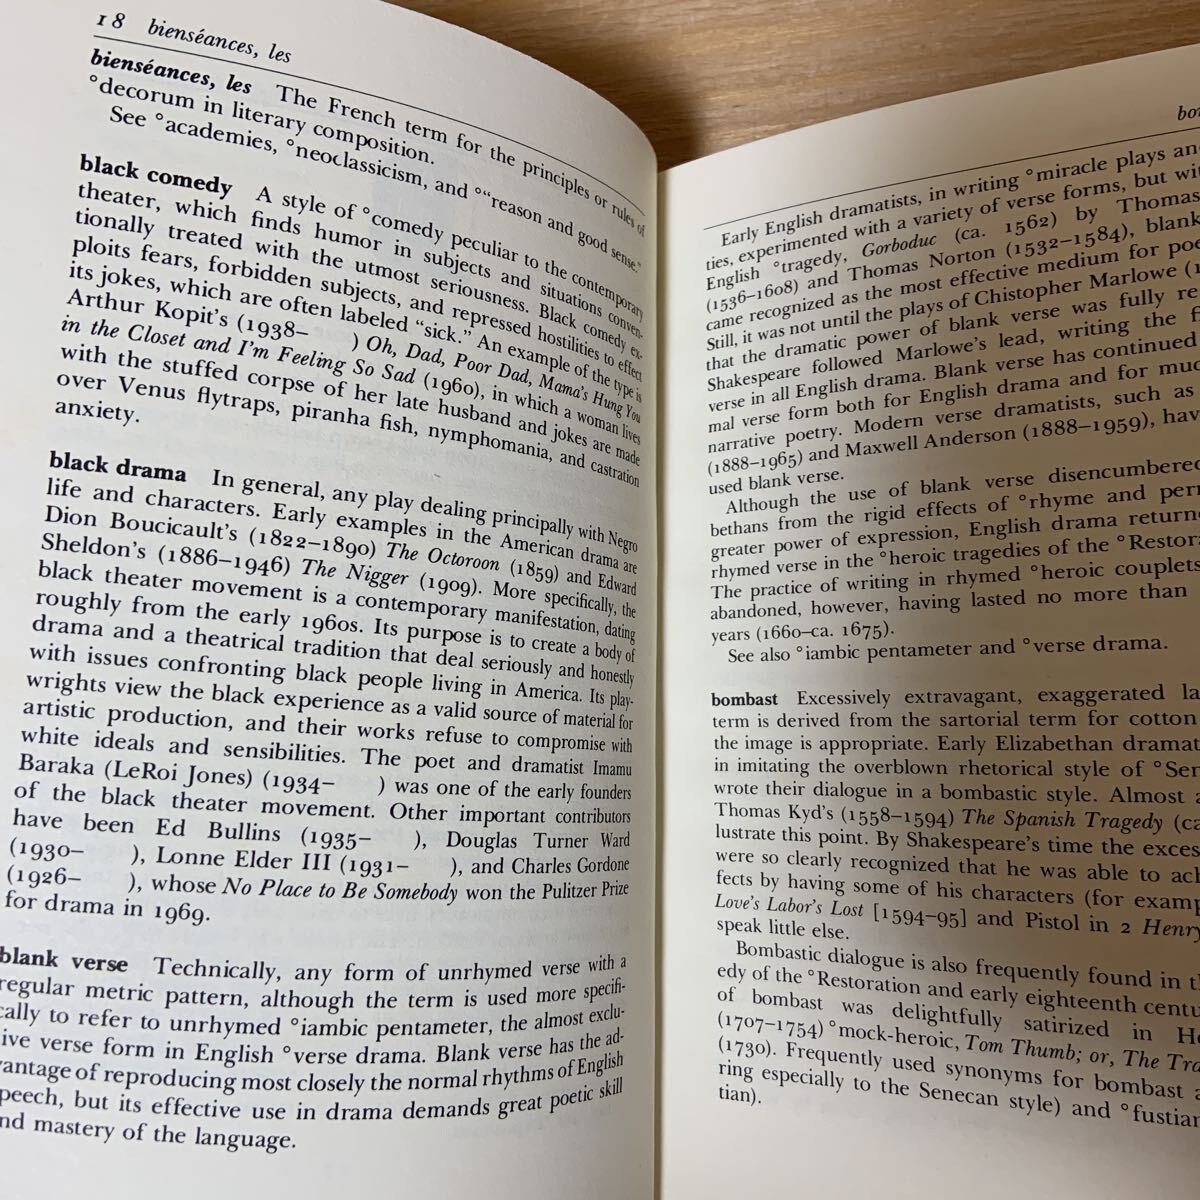 18 bienséances, les
bienséances, les The French term for the principles or rules of
°decorum in literary composition.
See °academies, °neoclassicism, and °"reason and good sense."
black comedy A style of °comedy peculiar to the contemporary
theater, which finds humor in subjects and situations conven-
tionally treated with the utmost seriousness. Black comedy ex-
ploits fears, forbidden subjects, and repressed hostilities to effect
its jokes, which are often labeled "sick." An example of the type is
Arthur Kopit's (1938– ) Oh, Dad, Poor Dad, Mama's Hung You
in the Closet and I'm Feeling So Sad (1960), in which a woman lives
with the stuffed corpse of her late husband and jokes are made
over Venus flytraps, piranha fish, nymphomania, and castration
anxiety.
black drama In general, any play dealing principally with Negro
life and characters. Early examples in the American drama are
Dion Boucicault's (1822–1890) The Octoroon (1859) and Edward
Sheldon's (1886–1946) The Nigger (1909). More specifically, the
black theater movement is a contemporary manifestation, dating
roughly from the early 1960s. Its purpose is to create a body of
drama and a theatrical tradition that deal seriously and honestly
with issues confronting black people living in America. Its play-
wrights view the black experience as a valid source of material for
artistic production, and their works refuse to compromise with
white ideals and sensibilities. The poet and dramatist Imamu
Baraka (LeRoi Jones) (1934– ) was one of the early founders
of the black theater movement. Other important contributors
have been Ed Bullins (1935– ), Douglas Turner Ward
(1930– ), Lonne Elder III (1931– ), and Charles Gordone
(1926– ), whose No Place to Be Somebody won the Pulitzer Prize
for drama in 1969.
blank verse Technically, any form of unrhymed verse with a
regular metric pattern, although the term is used more specifi-
cally to refer to unrhymed °iambic pentameter, the almost exclu-
ive verse form in English °verse drama. Blank verse has the ad-
vantage of reproducing most closely the normal rhythms of English
peech, but its effective use in drama demands great poetic skill
nd mastery of the language.
Early English dramatists, in writing °miracle plays an
ties, experimented with a variety of verse forms, but wi
English °tragedy, Gorboduc (ca. 1562) by Thomas
(1536–1608) and Thomas Norton (1532–1584), blank
came recognized as the most effective medium for poe
Still, it was not until the plays of Chistopher Marlowe (1
that the dramatic power of blank verse was fully re
Shakespeare followed Marlowe's lead, writing the fi
verse in all English drama. Blank verse has continued
mal verse form both for English drama and for muc
narrative poetry. Modern verse dramatists, such as
(1888–1965) and Maxwell Anderson (1888–1959), hav
used blank verse.
Although the use of blank verse disencumbered
bethans from the rigid effects of °rhyme and perm
greater power of expression, English drama return
rhymed verse in the °heroic tragedies of the °Restora
The practice of writing in rhymed °heroic couplets
abandoned, however, having lasted no more than
years (1660–ca. 1675).
See also °iambic pentameter and °verse drama.
bombast Excessively extravagant, exaggerated la
term is derived from the sartorial term for cotton
the image is appropriate. Early Elizabethan dramat
in imitating the overblown rhetorical style of °Sen
wrote their dialogue in a bombastic style. Almost a
Thomas Kyd's (1558–1594) The Spanish Tragedy (ca
lustrate this point. By Shakespeare's time the exces
were so clearly recognized that he was able to ach
fects by having some of his characters (for examp
Love's Labor's Lost [1594–95] and Pistol in 2 Henry
speak little else.
Bombastic dialogue is also frequently found in th
edy of the °Restoration and early eighteenth centu
of bombast was delightfully satirized in He
(1707–1754) °mock-heroic, Tom Thumb; or, The Tra
(1730). Frequently used synonyms for bombast a
ring especially to the Senecan style) and °fustian
tian).